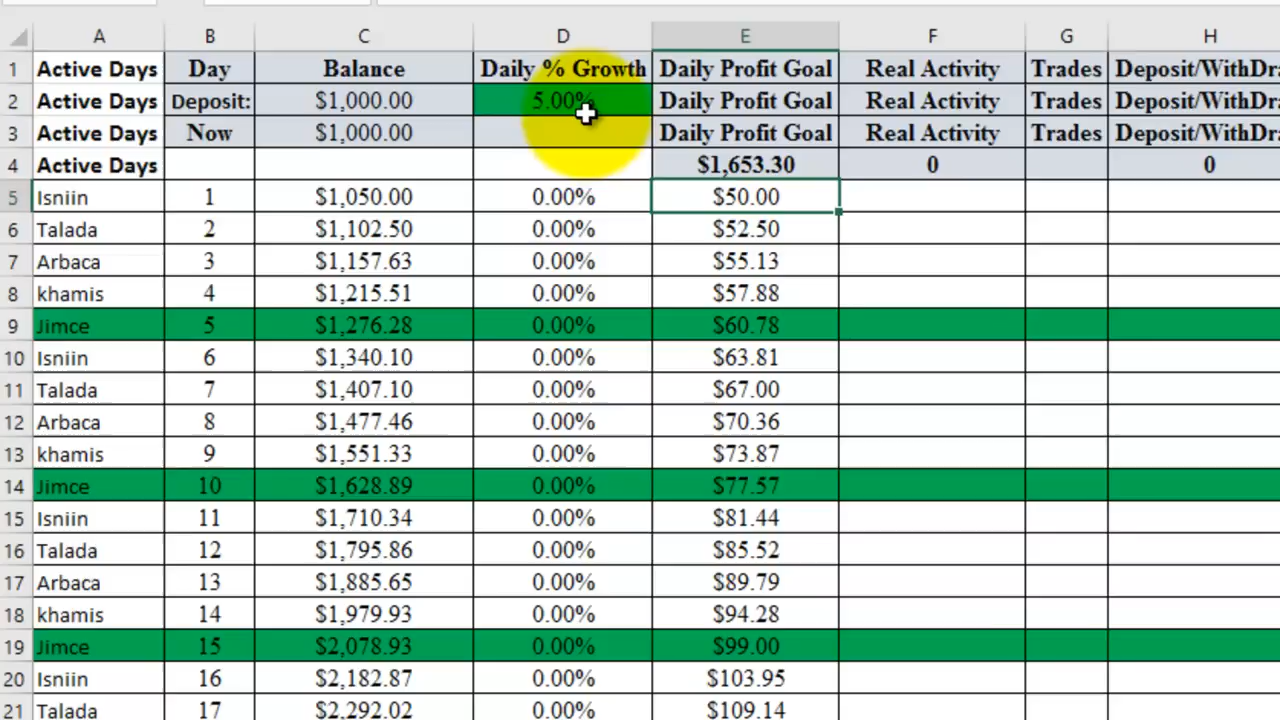 A B C D E F G H
1 Active Days Day Balance Daily % Growth Daily Profit Goal Real Activity Trades Deposit/WithDra
2 Active Days Deposit: $1,000.00 5.00% Daily Profit Goal Real Activity Trades Deposit/WithDra
3 Active Days Now $1,000.00 Daily Profit Goal Real Activity Trades Deposit/WithDra
4 Active Days $1,653.30 0 0
5 Isniin 1 $1,050.00 0.00% $50.00
6 Talada 2 $1,102.50 0.00% $52.50
7 Arbaca 3 $1,157.63 0.00% $55.13
8 khamis 4 $1,215.51 0.00% $57.88
9 Jimce 5 $1,276.28 0.00% $60.78
10 Isniin 6 $1,340.10 0.00% $63.81
11 Talada 7 $1,407.10 0.00% $67.00
12 Arbaca 8 $1,477.46 0.00% $70.36
13 khamis 9 $1,551.33 0.00% $73.87
14 Jimce 10 $1,628.89 0.00% $77.57
15 Isniin 11 $1,710.34 0.00% $81.44
16 Talada 12 $1,795.86 0.00% $85.52
17 Arbaca 13 $1,885.65 0.00% $89.79
18 khamis 14 $1,979.93 0.00% $94.28
19 Jimce 15 $2,078.93 0.00% $99.00
20 Isniin 16 $2,182.87 0.00% $103.95
21 Talada 17 $2,292.02 0.00% $109.14